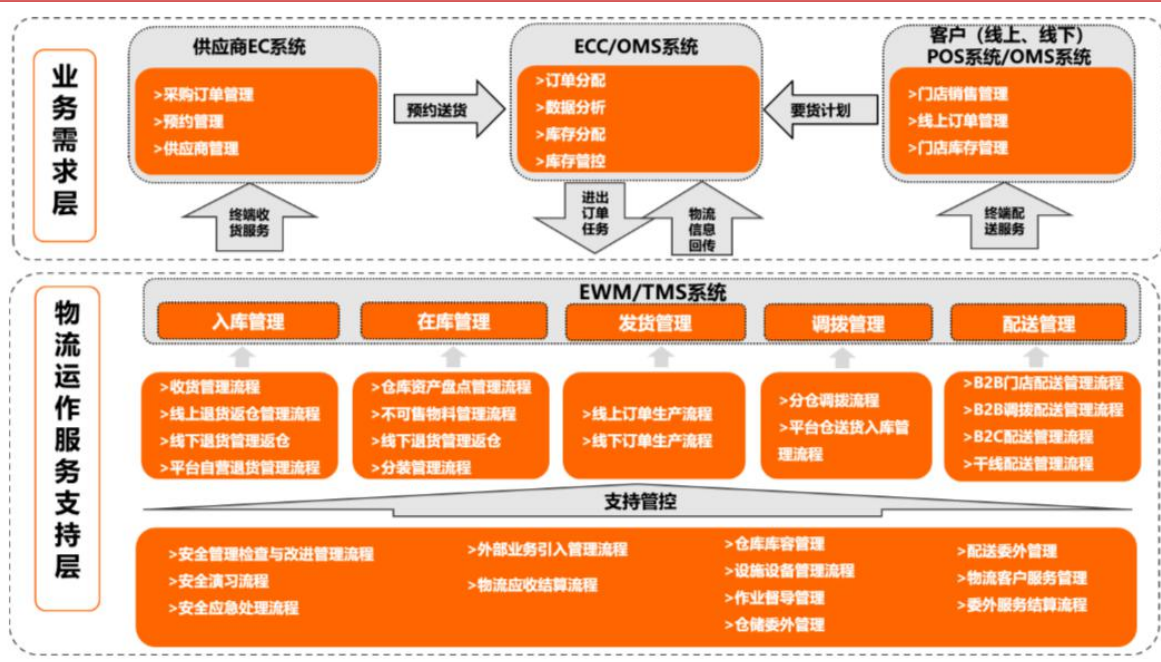 业务需求层
供应商EC系统
>采购订单管理
>预约管理
>供应商管理
预约送货
ECC/OMS系统
>订单分配
>数据分析
>库存分配
>库存管控
要货计划
客户（线上、线下）
POS系统/OMS系统
>门店销售管理
>线上订单管理
>门店库存管理
终端收
货服务
进出
订单
任务
物流
信息
回传
终端配
送服务
物流运作服务支持层
EWM/TMS系统
入库管理
在库管理
发货管理
调拨管理
配送管理
>收货管理流程
>线上退货返仓管理流程
>线下退货管理返仓
>平台自营退货管理流程
>仓库资产盘点管理流程
>不可售物料管理流程
>线下退货管理返仓
>分装管理流程
>线上订单生产流程
>线下订单生产流程
>分仓调拨流程
>平台仓送货入库管
理流程
>B2B门店配送管理流程
>B2B调拨配送管理流程
>B2C配送管理流程
>干线配送管理流程
支持管控
>安全管理检查与改进管理流程
>安全演习流程
>安全应急处理流程
>外部业务引入管理流程
>物流应收结算流程
>仓库库容管理
>设施设备管理流程
>作业督导管理
>仓储委外管理
>配送委外管理
>物流客户服务管理
>委外服务结算流程